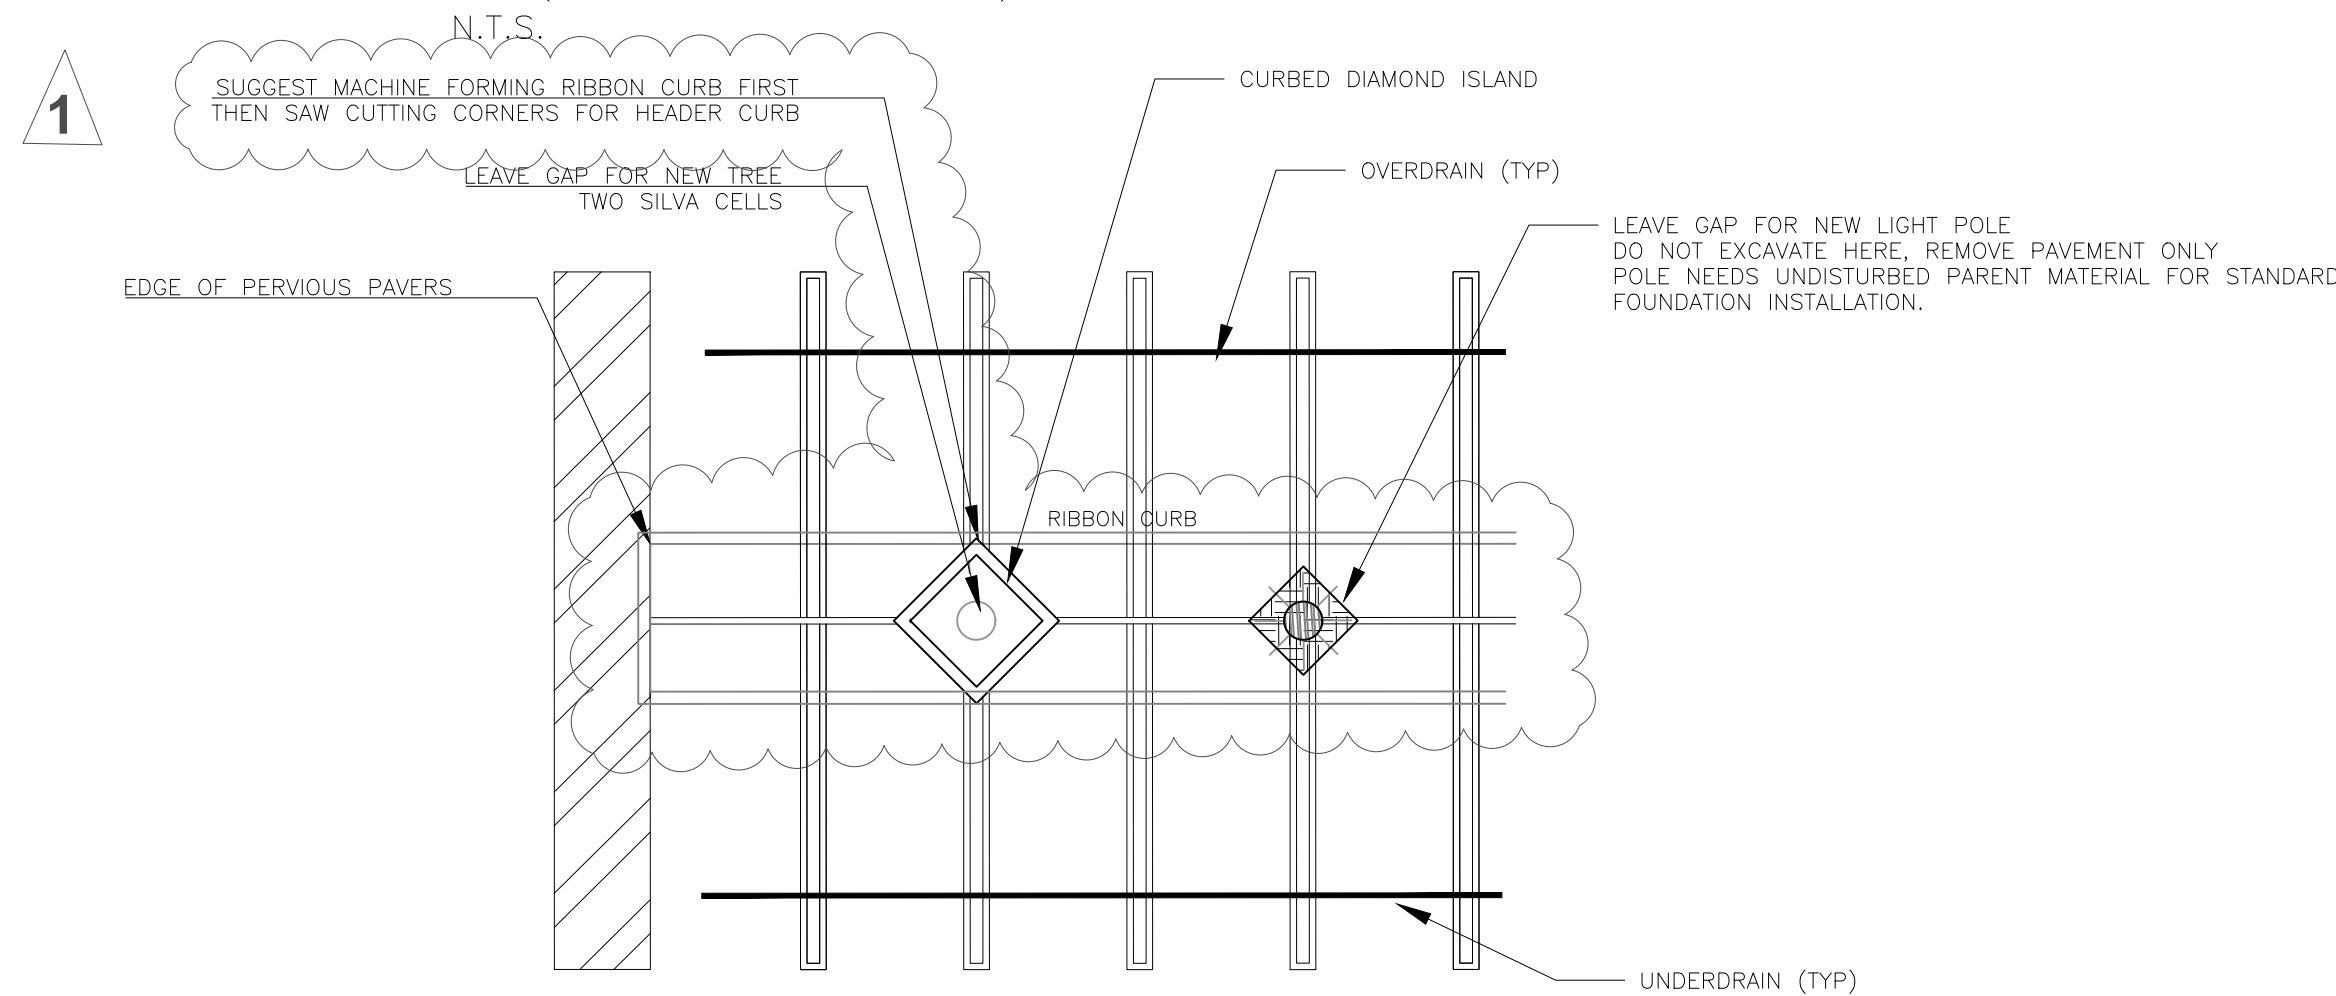 N.T.S.
1
SUGGEST MACHINE FORMING RIBBON CURB FIRST
THEN SAW CUTTING CORNERS FOR HEADER CURB
CURBED DIAMOND ISLAND
LEAVE GAP FOR NEW TREE
TWO SILVA CELLS
OVERDRAIN (TYP)
LEAVE GAP FOR NEW LIGHT POLE
DO NOT EXCAVATE HERE, REMOVE PAVEMENT ONLY
POLE NEEDS UNDISTURBED PARENT MATERIAL FOR STANDARD
FOUNDATION INSTALLATION.
EDGE OF PERVIOUS PAVERS
RIBBON CURB
UNDERDRAIN (TYP)